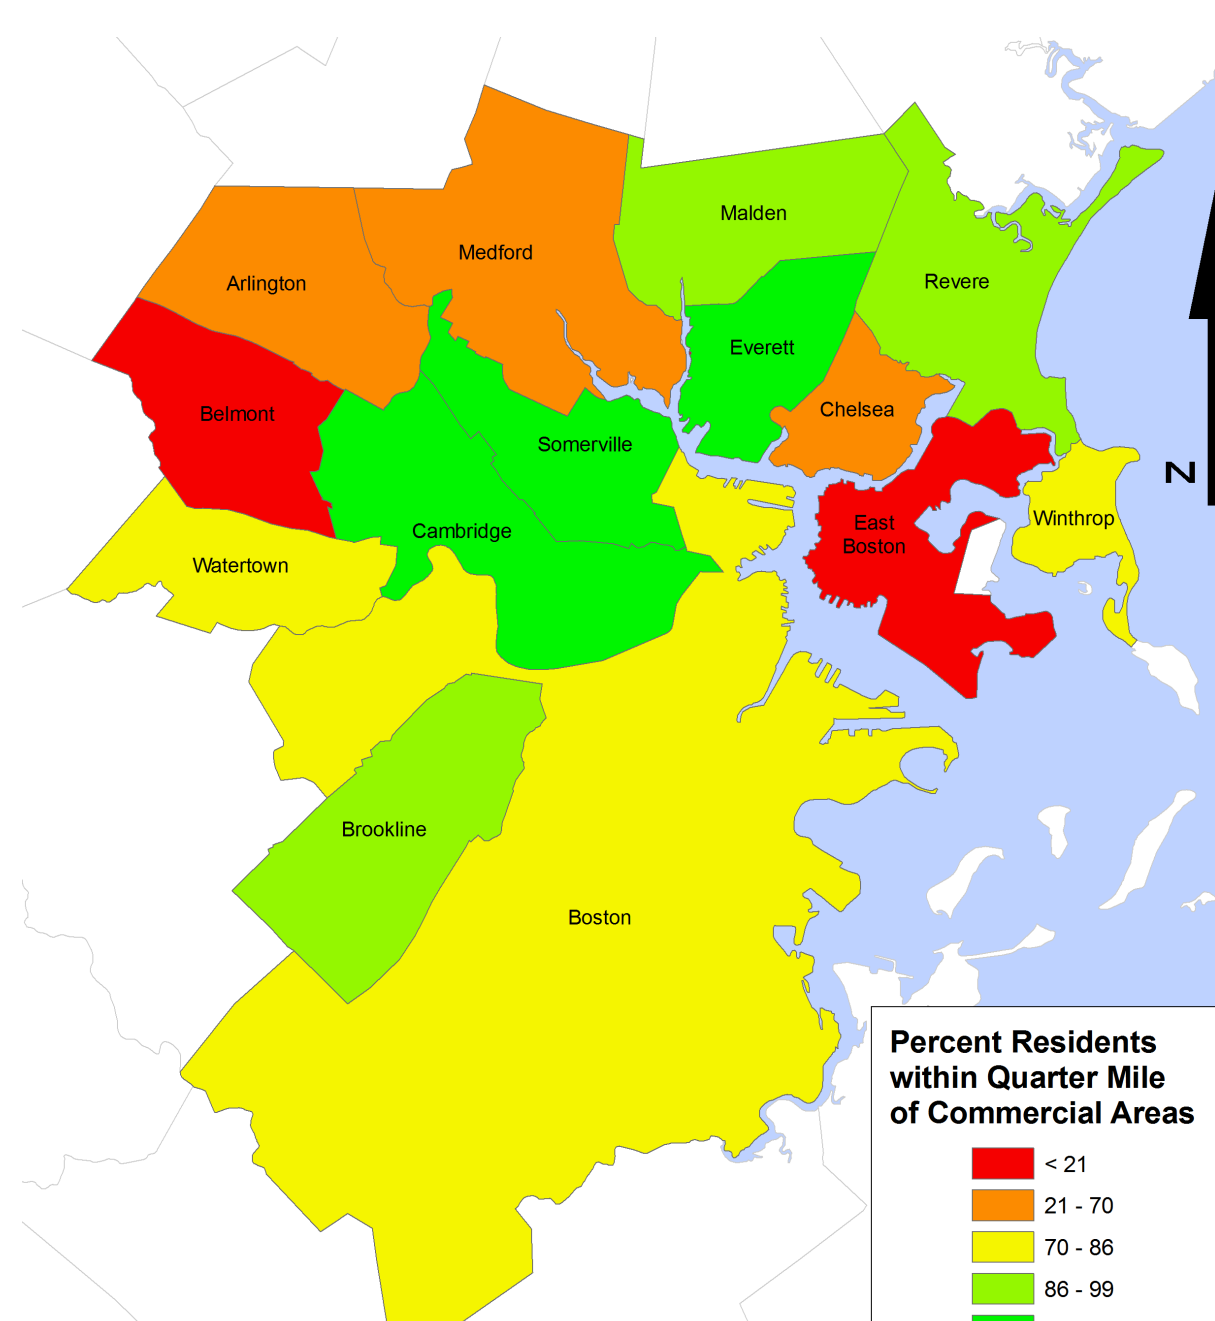 Malden
Medford
Revere
Arlington
Everett
Chelsea
Belmont
Somerville
N
Winthrop
East
Boston
Cambridge
Watertown
Brookline
Boston
Percent Residents
within Quarter Mile
of Commercial Areas
< 21
21 - 70
70 - 86
86 - 99